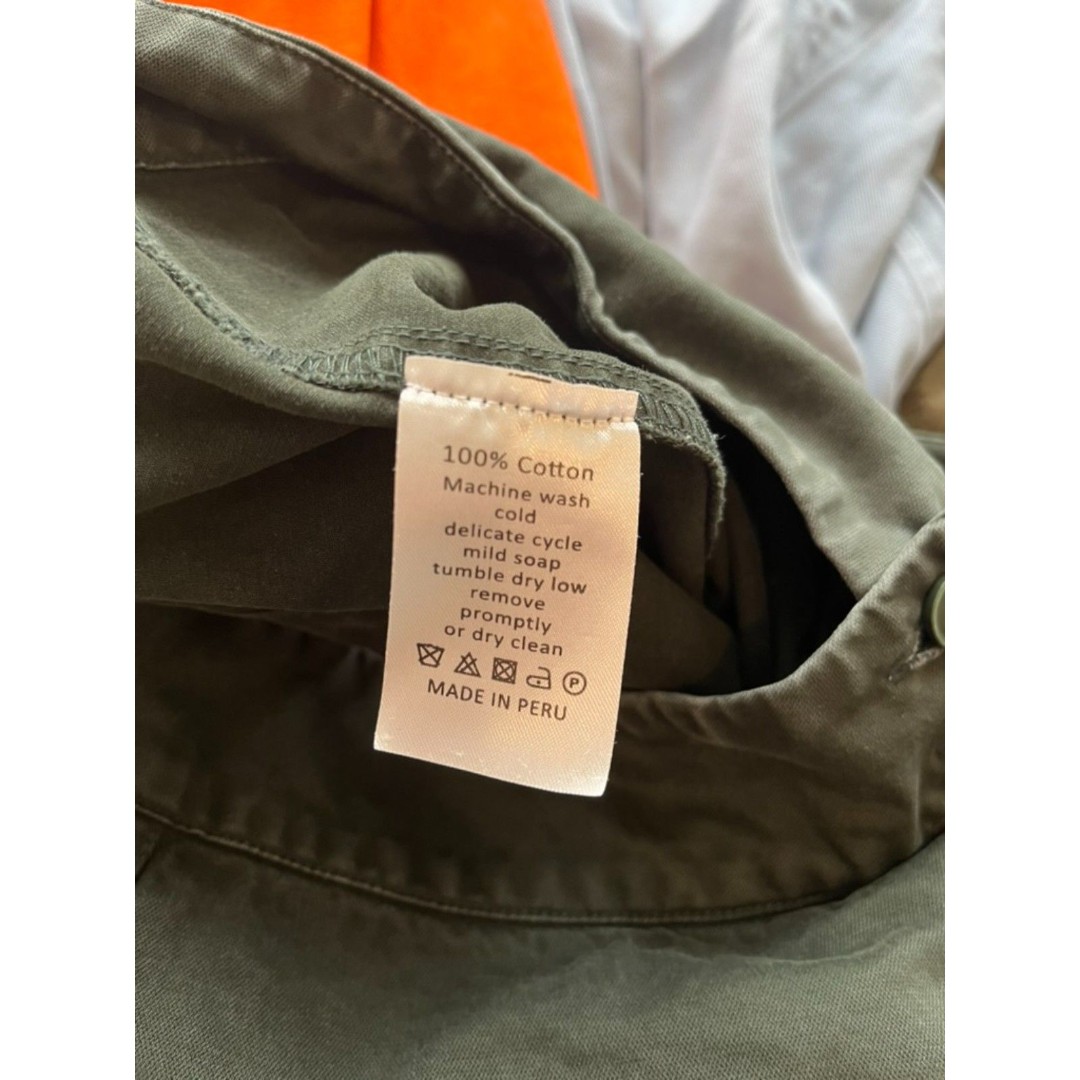 100% Cotton
Machine wash
cold
delicate cycle
mild soap
tumble dry low
remove
promptly
or dry clean
P
MADE IN PERU